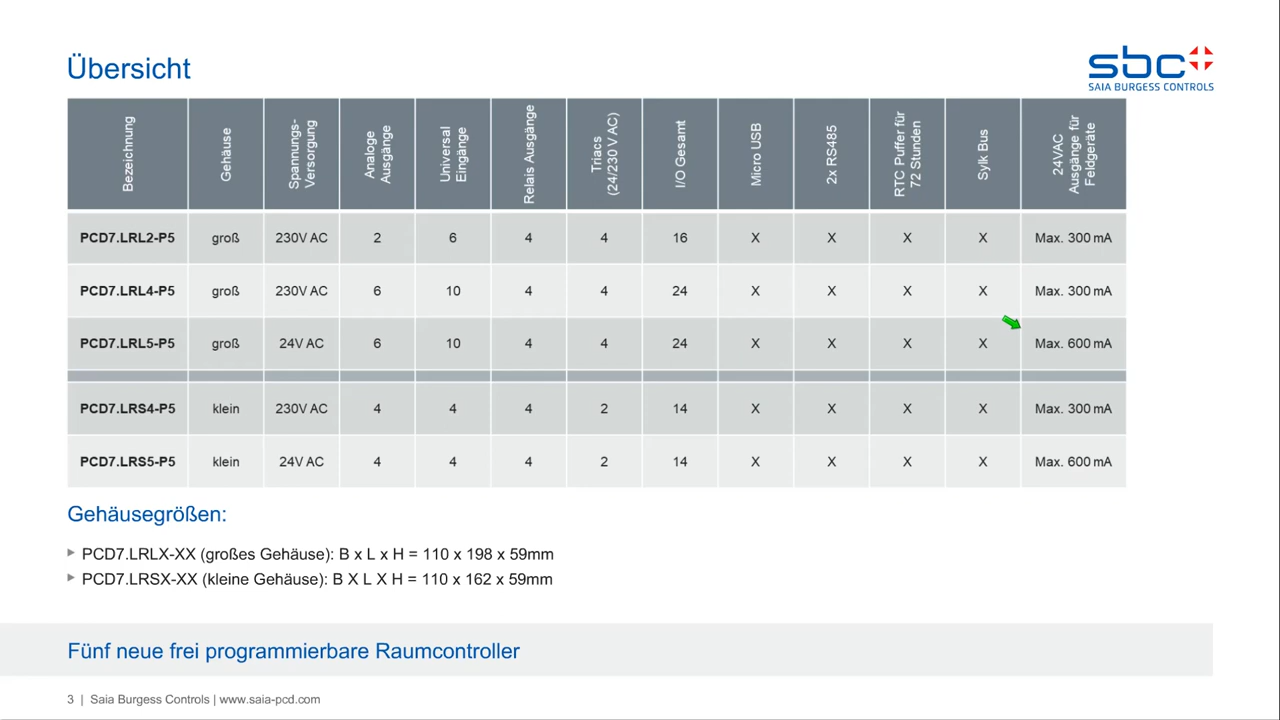 Übersicht
sbc
SAIA BURGESS CONTROLS
Bezeichnung Gehäuse Spannungs-Versorgung Analoge Ausgänge Universal Eingänge Relais Ausgänge Triacs (24/230 V AC) I/O Gesamt Micro USB 2x RS485 RTC Puffer für 72 Stunden Sylk Bus 24VAC Ausgänge für Feldgeräte
PCD7.LRL2-P5 groß 230V AC 2 6 4 4 16 X X X X Max. 300 mA
PCD7.LRL4-P5 groß 230V AC 6 10 4 4 24 X X X X Max. 300 mA
PCD7.LRL5-P5 groß 24V AC 6 10 4 4 24 X X X X Max. 600 mA
PCD7.LRS4-P5 klein 230V AC 4 4 4 2 14 X X X X Max. 300 mA
PCD7.LRS5-P5 klein 24V AC 4 4 4 2 14 X X X X Max. 600 mA
Gehäusegrößen:
PCD7.LRLX-XX (großes Gehäuse): B x L x H = 110 x 198 x 59mm
PCD7.LRSX-XX (kleine Gehäuse): B X L X H = 110 x 162 x 59mm
Fünf neue frei programmierbare Raumcontroller
3 | Saia Burgess Controls | www.saia-pcd.com